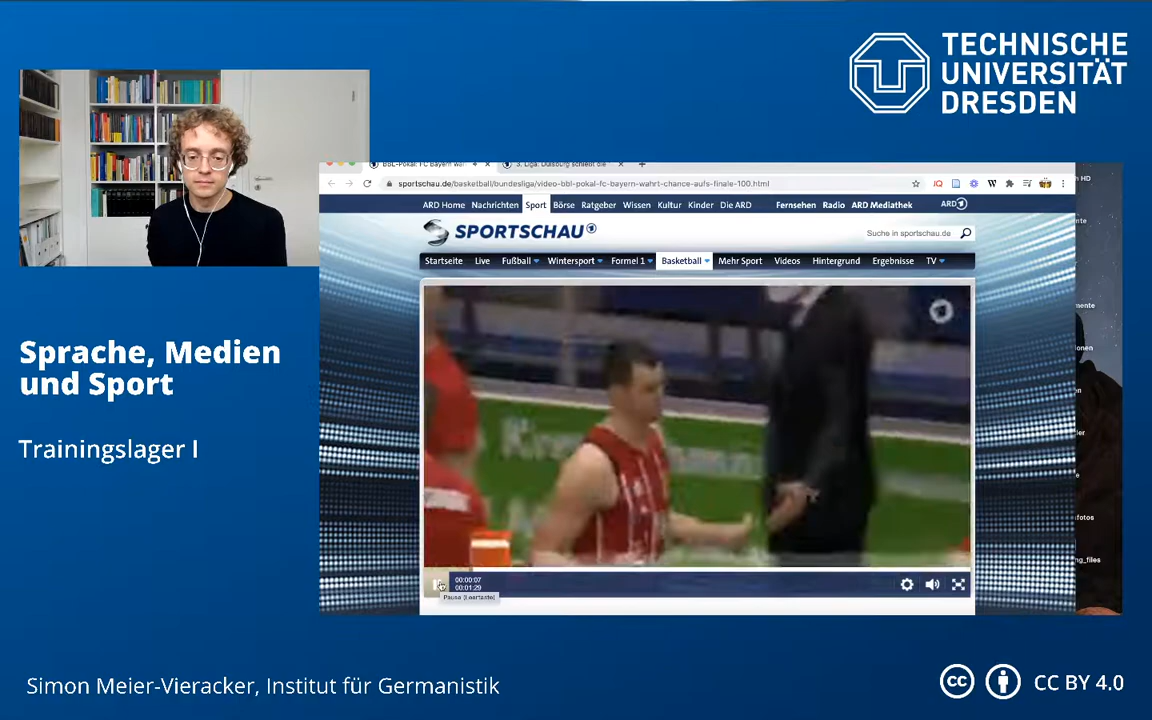 TECHNISCHE
UNIVERSITÄT
DRESDEN
BBL-Pokal: FC Bayern
3. Liga: Duisburg schießt die
sportschau.de/basketball/bundesliga/video-bbl-pokal-fc-bayern-wahrt-chance-aufs-finale-100.html
ARD Home Nachrichten Sport Börse Ratgeber Wissen Kultur Kinder Die ARD Fernsehen Radio ARD Mediathek ARD
SPORTSCHAU
Suche in sportschau.de
Startseite Live Fußball Wintersport Formel 1 Basketball Mehr Sport Videos Hintergrund Ergebnisse TV
00:00:07
00:01:29
Pause (Leertaste)
Sprache, Medien
und Sport
Trainingslager I
Simon Meier-Vieracker, Institut für Germanistik
cc CC BY 4.0